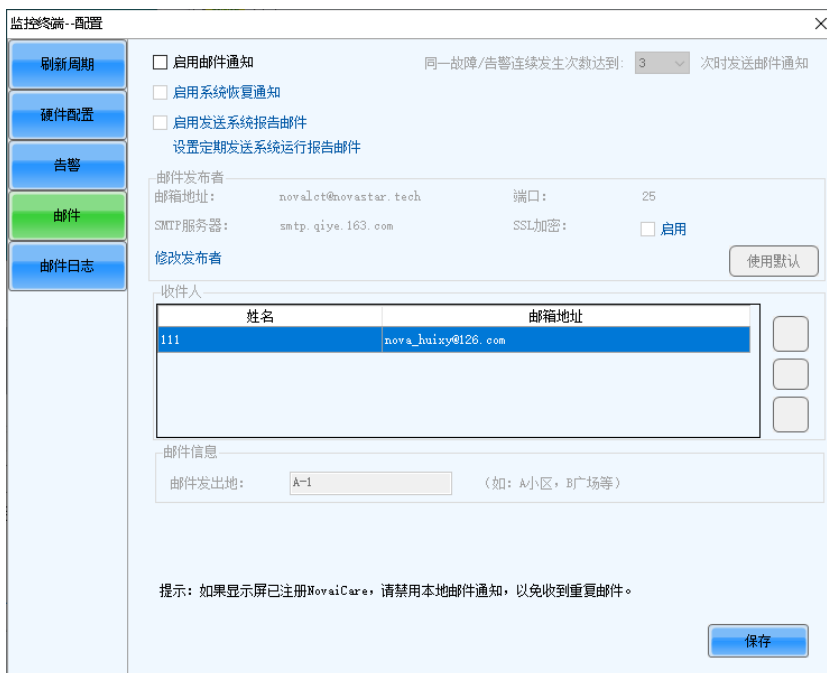 监控终端--配置
刷新周期
硬件配置
告警
邮件
邮件日志
启用邮件通知 同一故障/告警连续发生次数达到: 3 次时发送邮件通知
启用系统恢复通知
启用发送系统报告邮件
设置定期发送系统运行报告邮件
邮件发布者
邮箱地址: novalct@novastar.tech 端口: 25
SMTP服务器: smtp.qiye.163.com SSL加密: 启用
修改发布者 使用默认
收件人
姓名 邮箱地址
111 nova_huixy@126.com
邮件信息
邮件发出地: A-1 (如: A小区, B广场等)
提示: 如果显示屏已注册NovaiCare, 请禁用本地邮件通知, 以免收到重复邮件。
保存